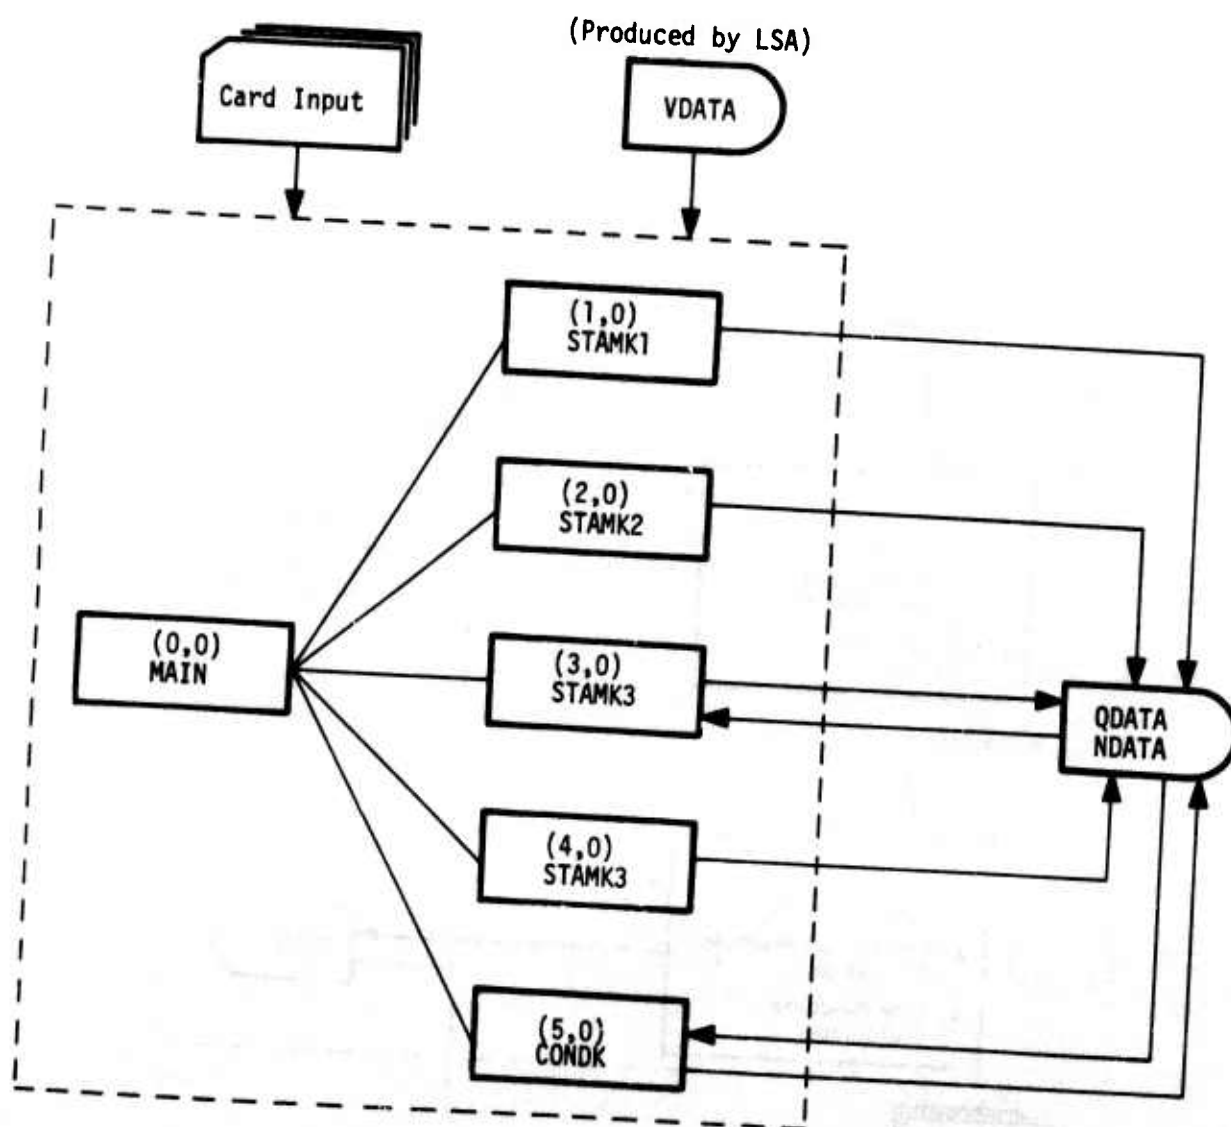 (Produced by LSA)
Card Input
VDATA
(1,0)
STAMK1
(2,0)
STAMK2
(0,0)
MAIN
(3,0)
STAMK3
QDATA
NDATA
(4,0)
STAMK3
(5,0)
CONDK